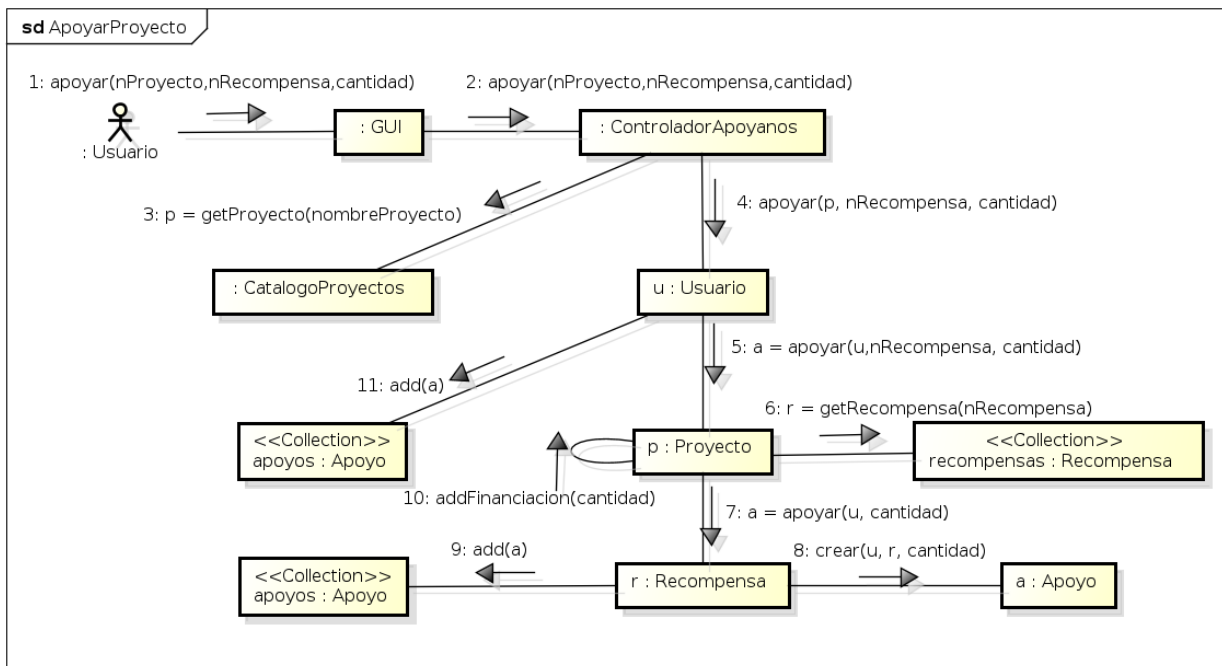 sd ApoyarProyecto
1: apoyar(nProyecto,nRecompensa,cantidad)
2: apoyar(nProyecto,nRecompensa,cantidad)
: Usuario
: GUI
: ControladorApoyanos
3: p = getProyecto(nombreProyecto)
4: apoyar(p, nRecompensa, cantidad)
: CatalogoProyectos
u : Usuario
5: a = apoyar(u,nRecompensa, cantidad)
11: add(a)
6: r = getRecompensa(nRecompensa)
<<Collection>>
apoyos : Apoyo
p : Proyecto
<<Collection>>
recompensas : Recompensa
10: addFinanciacion(cantidad)
7: a = apoyar(u, cantidad)
9: add(a)
8: crear(u, r, cantidad)
<<Collection>>
apoyos : Apoyo
r : Recompensa
a : Apoyo